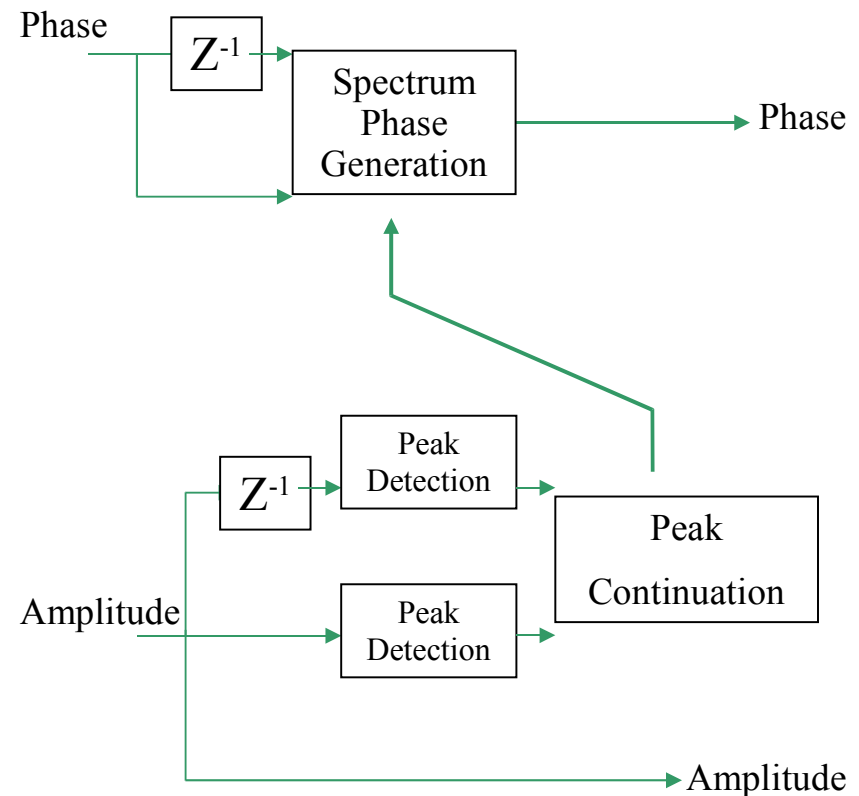 Phase
Z⁻¹
Spectrum
Phase
Generation
Phase
Peak
Detection
Z⁻¹
Peak
Continuation
Amplitude
Peak
Detection
Amplitude